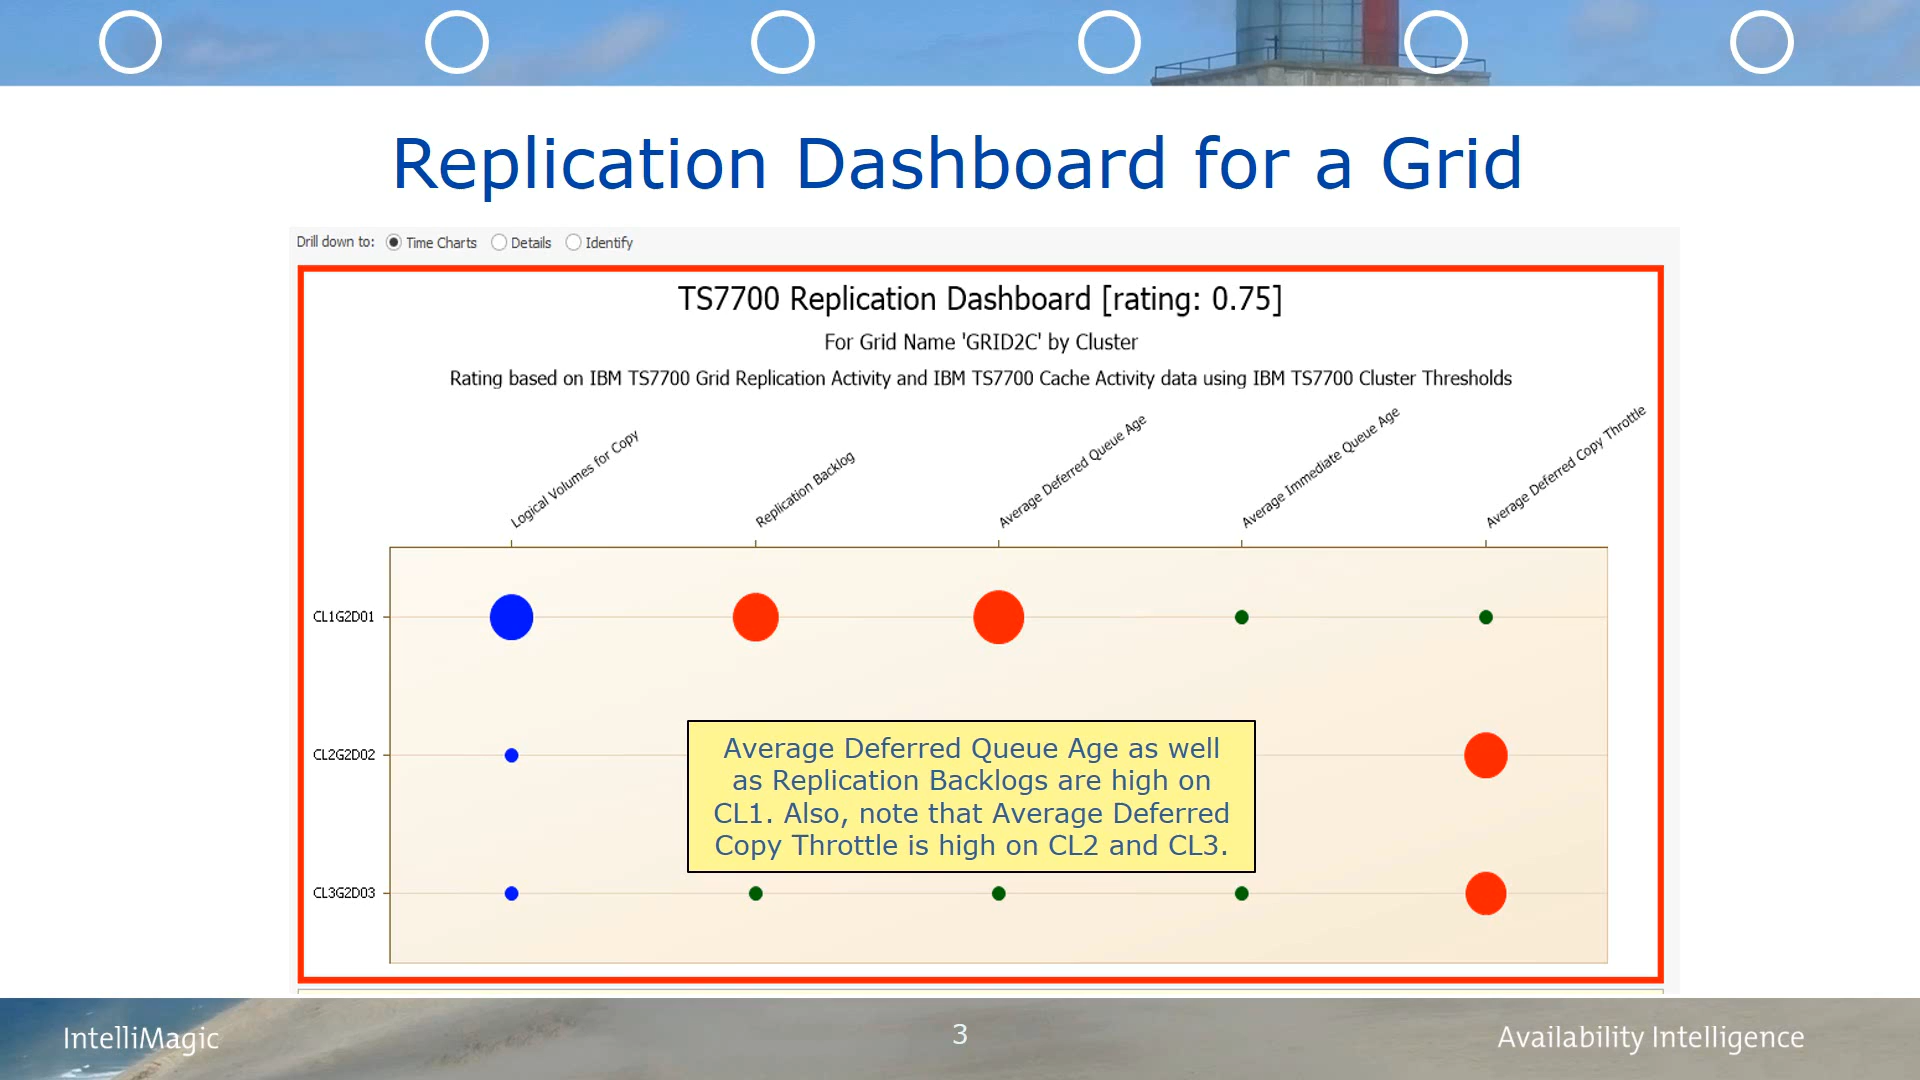 Replication Dashboard for a Grid
Drill down to: Time Charts Details Identify
TS7700 Replication Dashboard [rating: 0.75]
For Grid Name 'GRID2C' by Cluster
Rating based on IBM TS7700 Grid Replication Activity and IBM TS7700 Cache Activity data using IBM TS7700 Cluster Thresholds
Logical Volumes for Copy
Replication Backlog
Average Deferred Queue Age
Average Immediate Queue Age
Average Deferred Copy Throttle
CL1G2D01
CL2G2D02
Average Deferred Queue Age as well
as Replication Backlogs are high on
CL1. Also, note that Average Deferred
Copy Throttle is high on CL2 and CL3.
CL3G2D03
IntelliMagic
3
Availability Intelligence